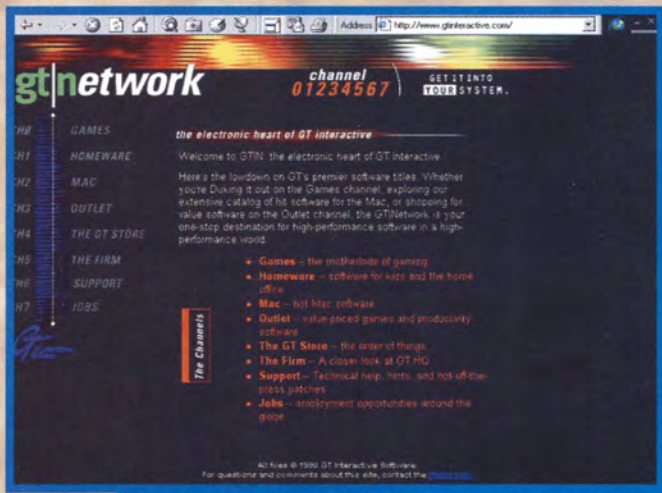 Address http://www.gtinteractive.com/
gt|network
channel
01234567
GET IT INTO
YOUR SYSTEM.
CH0 GAMES
CH1 HOMEWARE
CH2 MAC
CH3 OUTLET
CH4 THE GT STORE
CH5 THE FIRM
CH6 SUPPORT
CH7 JOBS
the electronic heart of GT interactive
Welcome to GT|N: the electronic heart of GT Interactive
Here's the lowdown on GT's premier software titles. Whether
you're Duking it out on the Games channel, exploring our
extensive catalog of hit software for the Mac, or shopping for
value software on the Outlet channel, the GT|Network is your
one-stop destination for high-performance software in a high-
performance world.
The Channels
• Games -- the motherlode of gaming
• Homeware -- software for kids and the home
office
• Mac -- hot Mac software
• Outlet -- value-priced games and productivity
software
• The GT Store -- the order of things
• The Firm -- A closer look at GT HQ
• Support -- Technical help, hints, and hot-off-the-
press patches
• Jobs -- employment opportunities around the
globe
All files © 1998 GT Interactive Software.
For questions and comments about this site, contact the